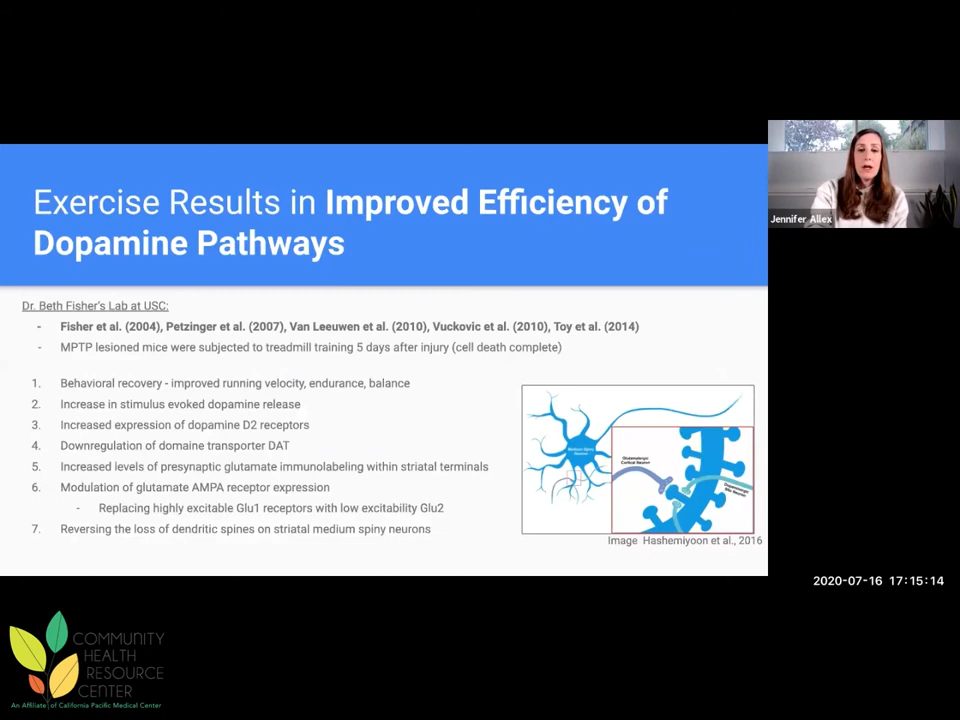 Exercise Results in Improved Efficiency of
Dopamine Pathways
Jennifer Allex
Dr. Beth Fisher's Lab at USC:
- Fisher et al. (2004), Petzinger et al. (2007), Van Leeuwen et al. (2010), Vuckovic et al. (2010), Toy et al. (2014)
- MPTP lesioned mice were subjected to treadmill training 5 days after injury (cell death complete)
1. Behavioral recovery - improved running velocity, endurance, balance
2. Increase in stimulus evoked dopamine release
3. Increased expression of dopamine D2 receptors
4. Downregulation of domaine transporter DAT
5. Increased levels of presynaptic glutamate immunolabeling within striatal terminals
6. Modulation of glutamate AMPA receptor expression
- Replacing highly excitable Glu1 receptors with low excitability Glu2
7. Reversing the loss of dendritic spines on striatal medium spiny neurons
Medium Spiny
Neuron
Glutamatergic
Cortical Neuron
Image Hashemiyoon et al., 2016
2020-07-16 17:15:14
COMMUNITY
HEALTH
RESOURCE
CENTER
An Affiliate of California Pacific Medical Center